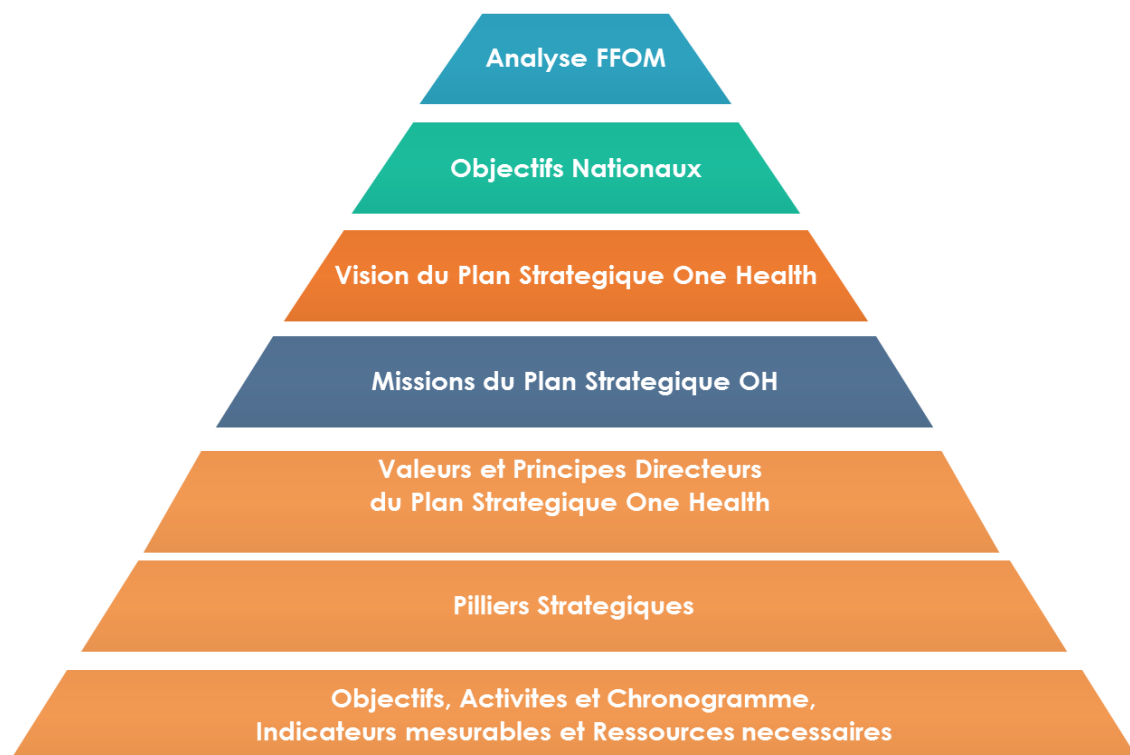 Analyse FFOM
Objectifs Nationaux
Vision du Plan Strategique One Health
Missions du Plan Strategique OH
Valeurs et Principes Directeurs
du Plan Strategique One Health
Pilliers Strategiques
Objectifs, Activites et Chronogramme,
Indicateurs mesurables et Ressources necessaires